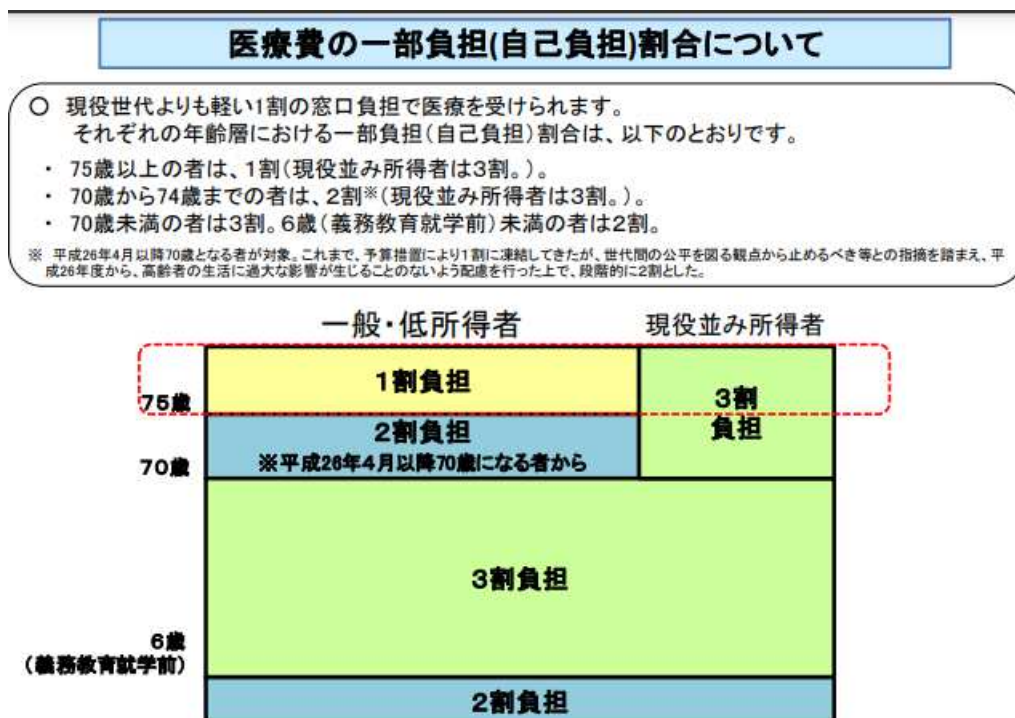 医療費の一部負担(自己負担)割合について
○ 現役世代よりも軽い1割の窓口負担で医療を受けられます。
それぞれの年齢層における一部負担(自己負担)割合は、以下のとおりです。
・ 75歳以上の者は、1割(現役並み所得者は3割。)。
・ 70歳から74歳までの者は、2割※(現役並み所得者は3割。)。
・ 70歳未満の者は3割。6歳(義務教育就学前)未満の者は2割。
※ 平成26年4月以降70歳となる者が対象。これまで、予算措置により1割に凍結してきたが、世代間の公平を図る観点から止めるべき等との指摘を踏まえ、平
成26年度から、高齢者の生活に過大な影響が生じることのないよう配慮を行った上で、段階的に2割とした。
一般・低所得者 現役並み所得者
1割負担
75歳
3割
負担
2割負担
※平成26年4月以降70歳になる者から
70歳
3割負担
6歳
(義務教育就学前)
2割負担